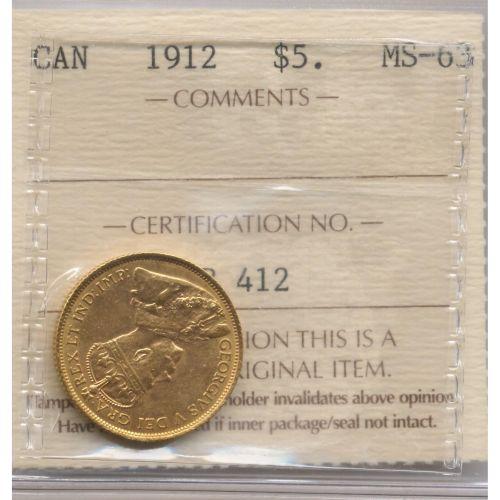 CAN 1912 $5. MS-63
— COMMENTS —
— CERTIFICATION NO. —
412
ION THIS IS A
RIGINAL ITEM.
holder invalidates above opinion
Have if inner package/seal not intact.
GEORGIVS V DEI GRA: REX ET IND:IMP: